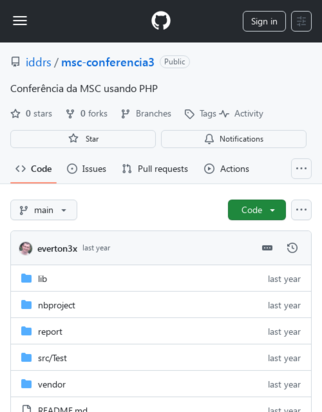 Sign in
iddrs / msc-conferencia3 Public
Conferência da MSC usando PHP
0 stars 0 forks Branches Tags Activity
Star Notifications
Code Issues Pull requests Actions
main Code
everton3x last year
lib last year
nbproject last year
report last year
src/Test last year
vendor last year
README.md last year